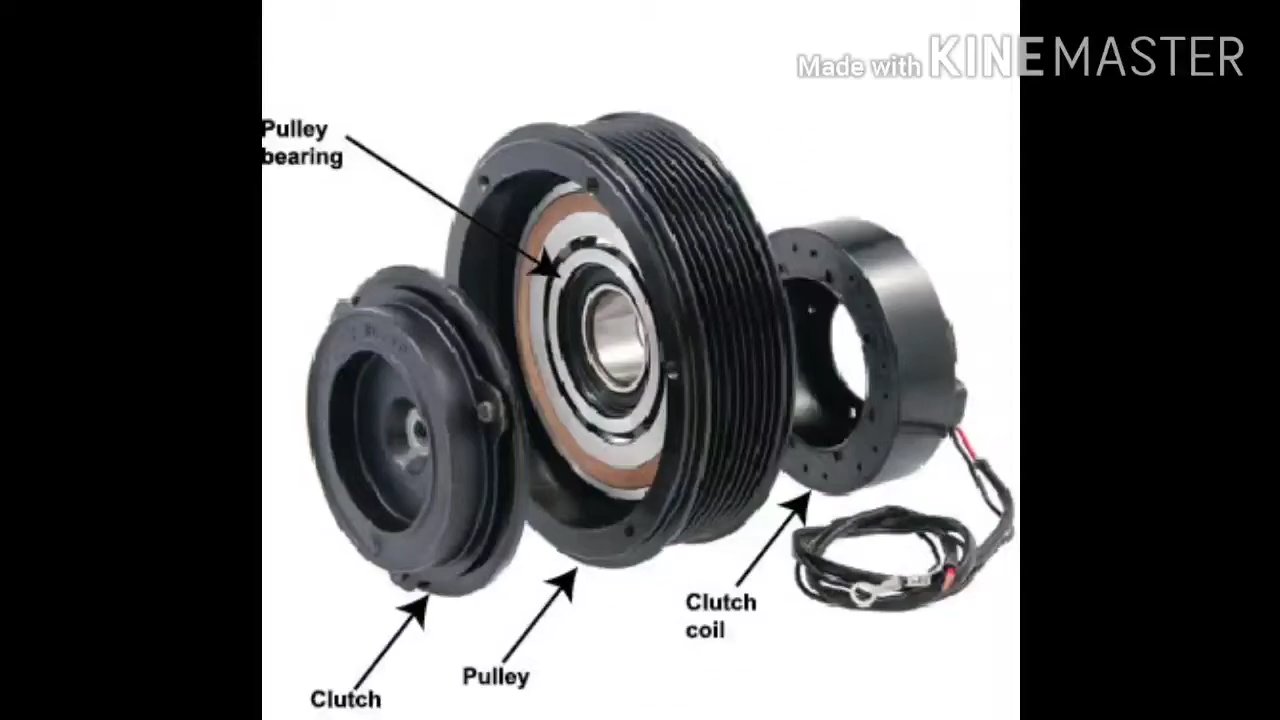 Made with KINEMASTER
Pulley
bearing
Clutch
coil
Pulley
Clutch